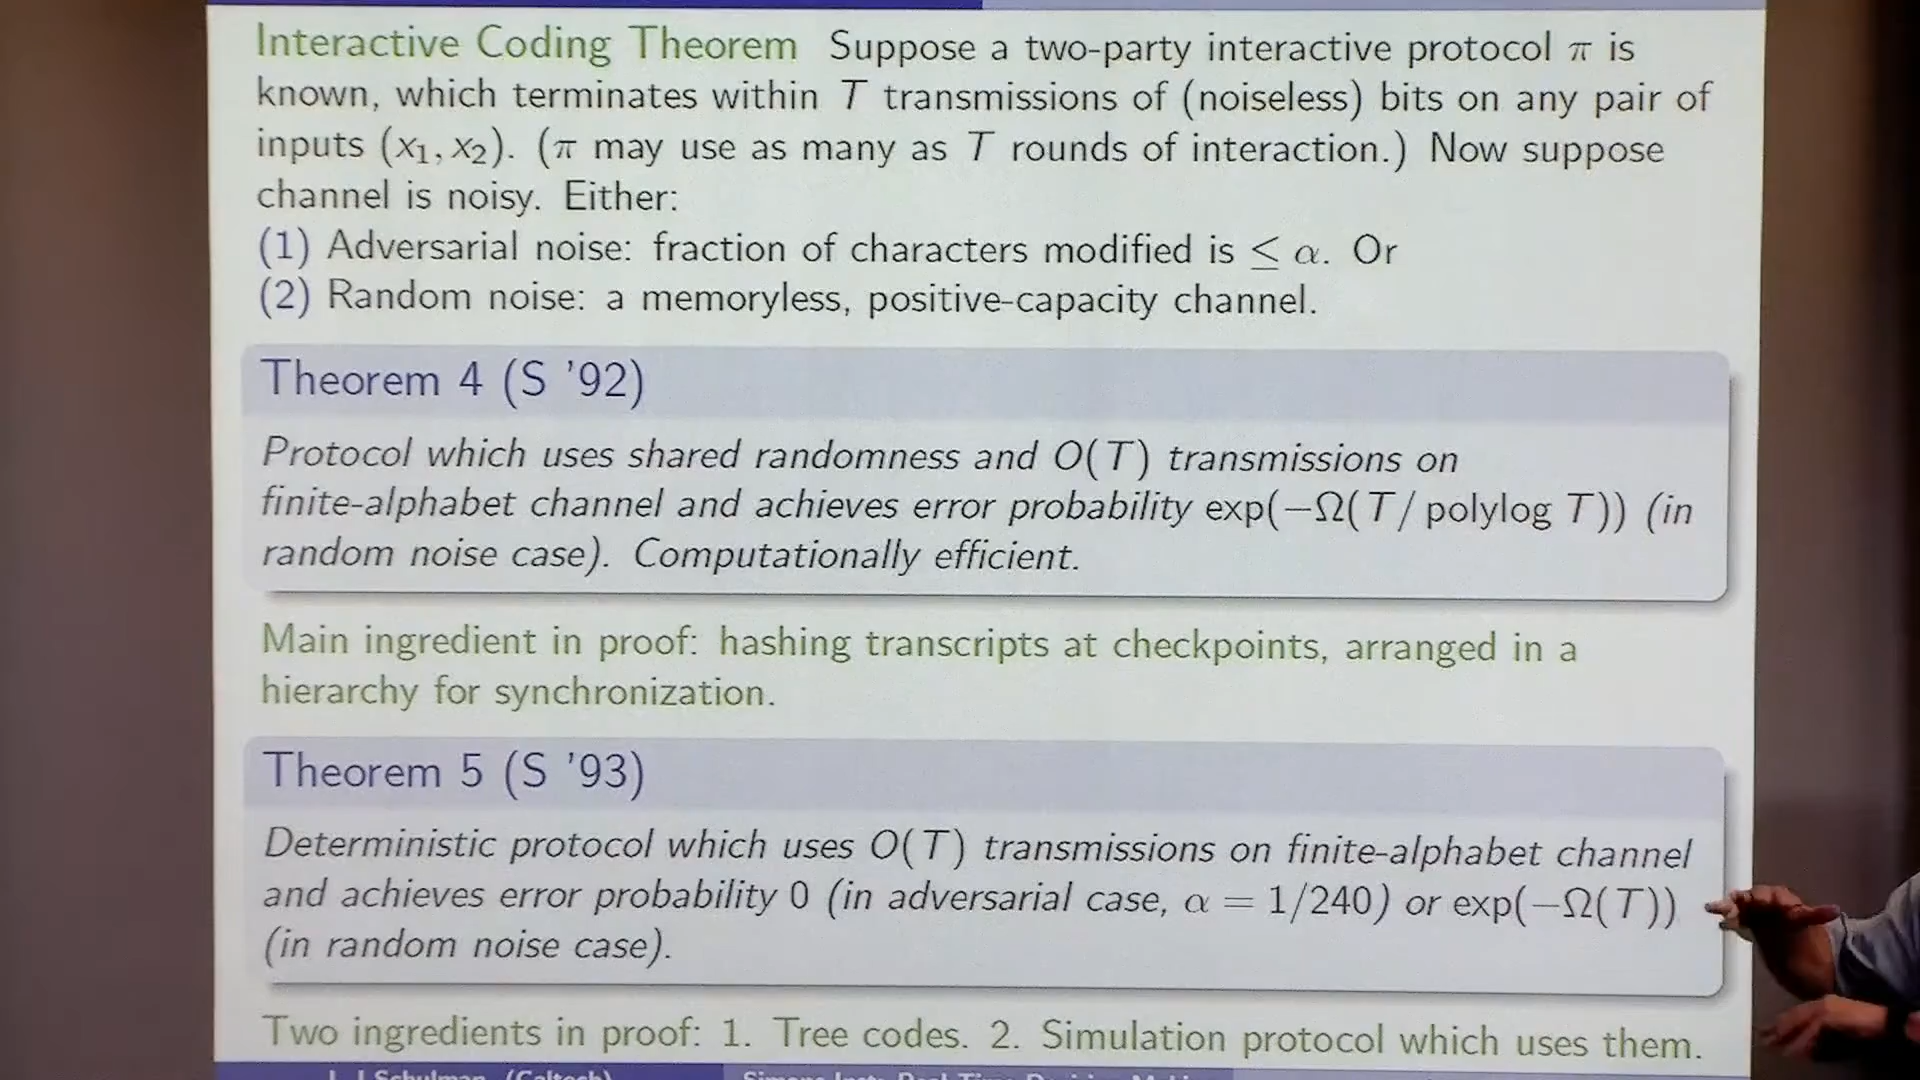 Interactive Coding Theorem Suppose a two-party interactive protocol π is
known, which terminates within T transmissions of (noiseless) bits on any pair of
inputs (x₁, x₂). (π may use as many as T rounds of interaction.) Now suppose
channel is noisy. Either:
(1) Adversarial noise: fraction of characters modified is ≤ α. Or
(2) Random noise: a memoryless, positive-capacity channel.
Theorem 4 (S '92)
Protocol which uses shared randomness and O(T) transmissions on
finite-alphabet channel and achieves error probability exp(−Ω(T/ polylog T)) (in
random noise case). Computationally efficient.
Main ingredient in proof: hashing transcripts at checkpoints, arranged in a
hierarchy for synchronization.
Theorem 5 (S '93)
Deterministic protocol which uses O(T) transmissions on finite-alphabet channel
and achieves error probability 0 (in adversarial case, α = 1/240) or exp(−Ω(T))
(in random noise case).
Two ingredients in proof: 1. Tree codes. 2. Simulation protocol which uses them.
Schulman (Caltech)